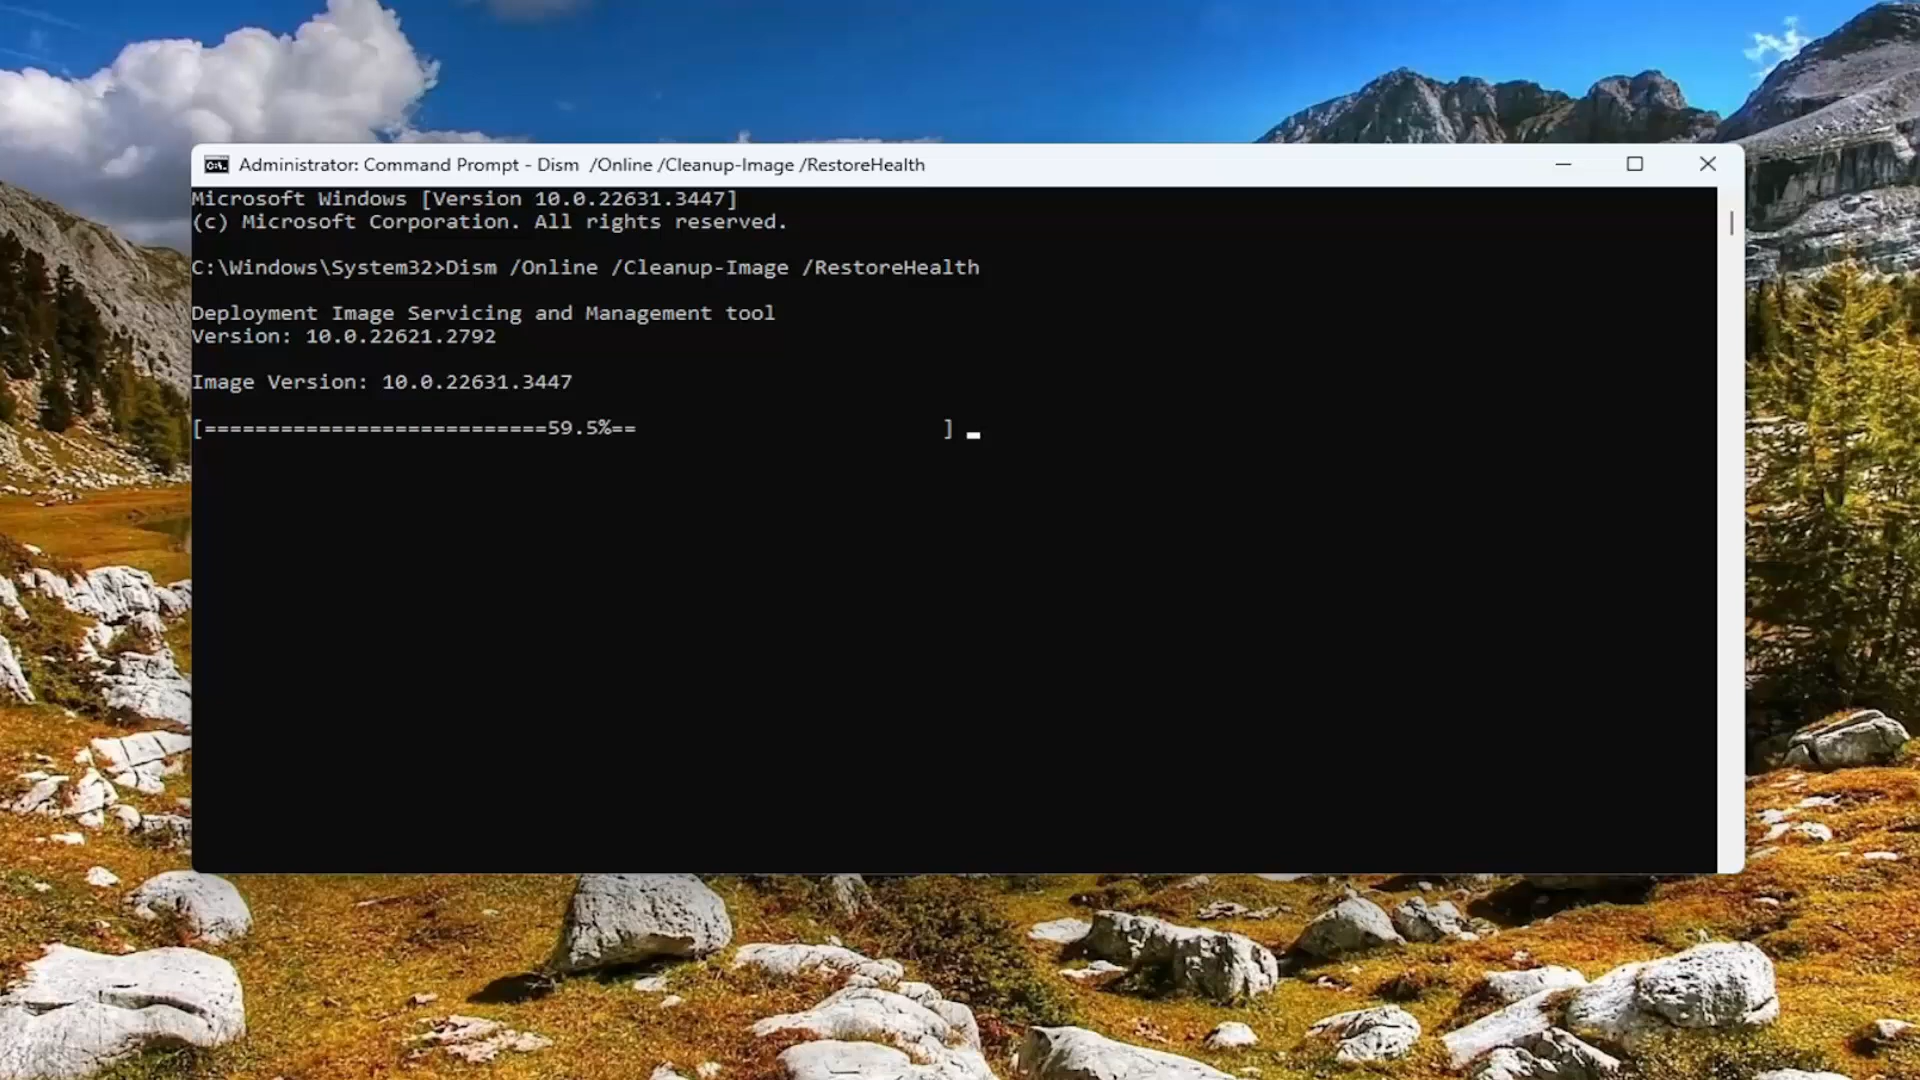 Administrator: Command Prompt - Dism  /Online /Cleanup-Image /RestoreHealth
Microsoft Windows [Version 10.0.22631.3447]
(c) Microsoft Corporation. All rights reserved.
C:\Windows\System32>Dism /Online /Cleanup-Image /RestoreHealth
Deployment Image Servicing and Management tool
Version: 10.0.22621.2792
Image Version: 10.0.22631.3447
[===========================59.5%==                        ]